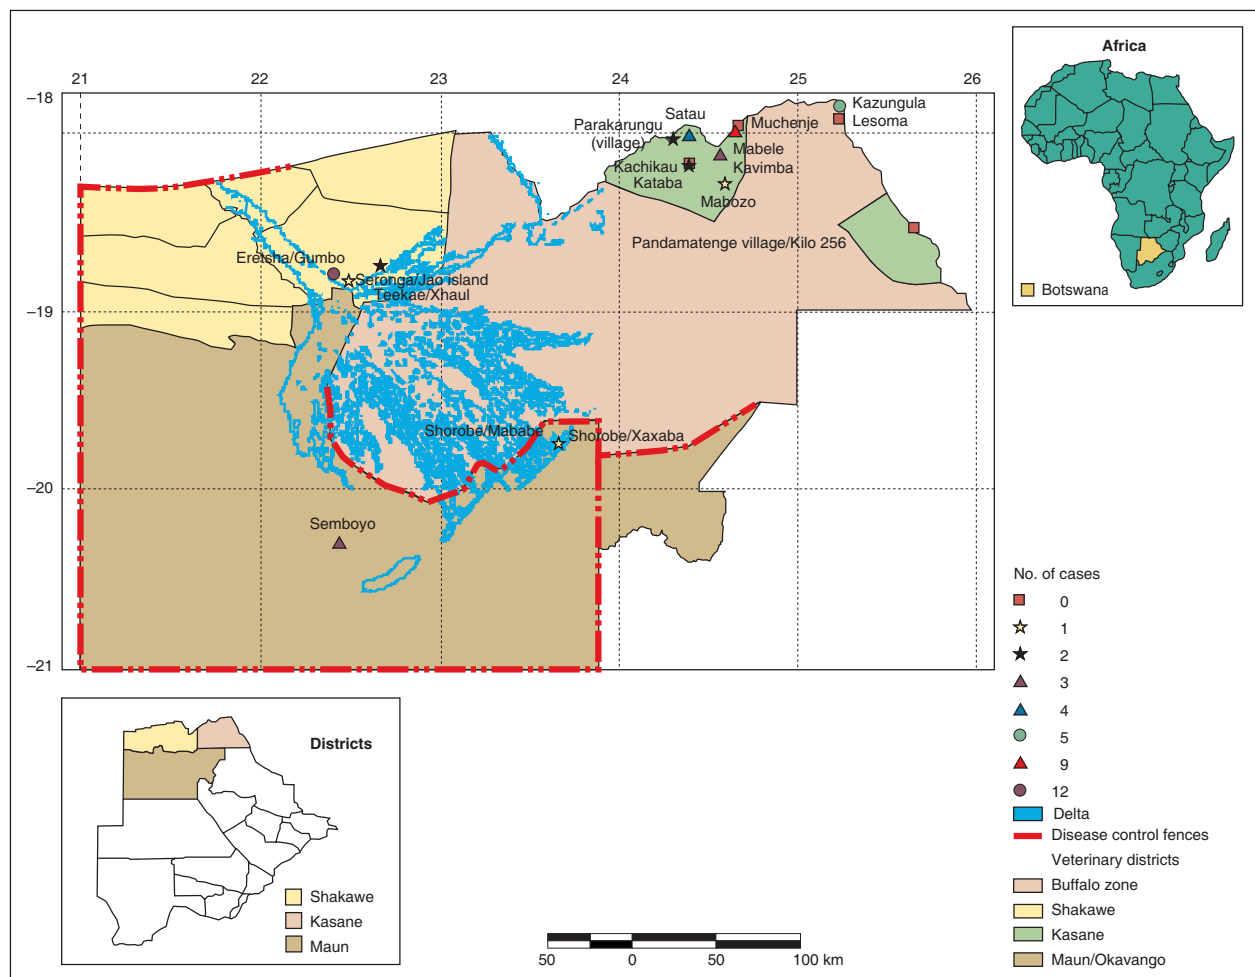 Africa
Botswana
21
22
23
24
25
26
–18
–19
–20
–21
Satau
Kazungula
Lesoma
Parakarungu
(village)
Muchenje
Mabele
Kachikau
Kavimba
Kataba
Mabozo
Pandamatenge village/Kilo 256
Eretsha/Gumbo
Seronga/Jao island
Teekae/Xhaul
Shorobe/Mababe
Shorobe/Xaxaba
Semboyo
No. of cases
0
1
2
3
4
5
9
12
Delta
Disease control fences
Veterinary districts
Buffalo zone
Shakawe
Kasane
Maun/Okavango
Districts
Shakawe
Kasane
Maun
50 0 50 100 km